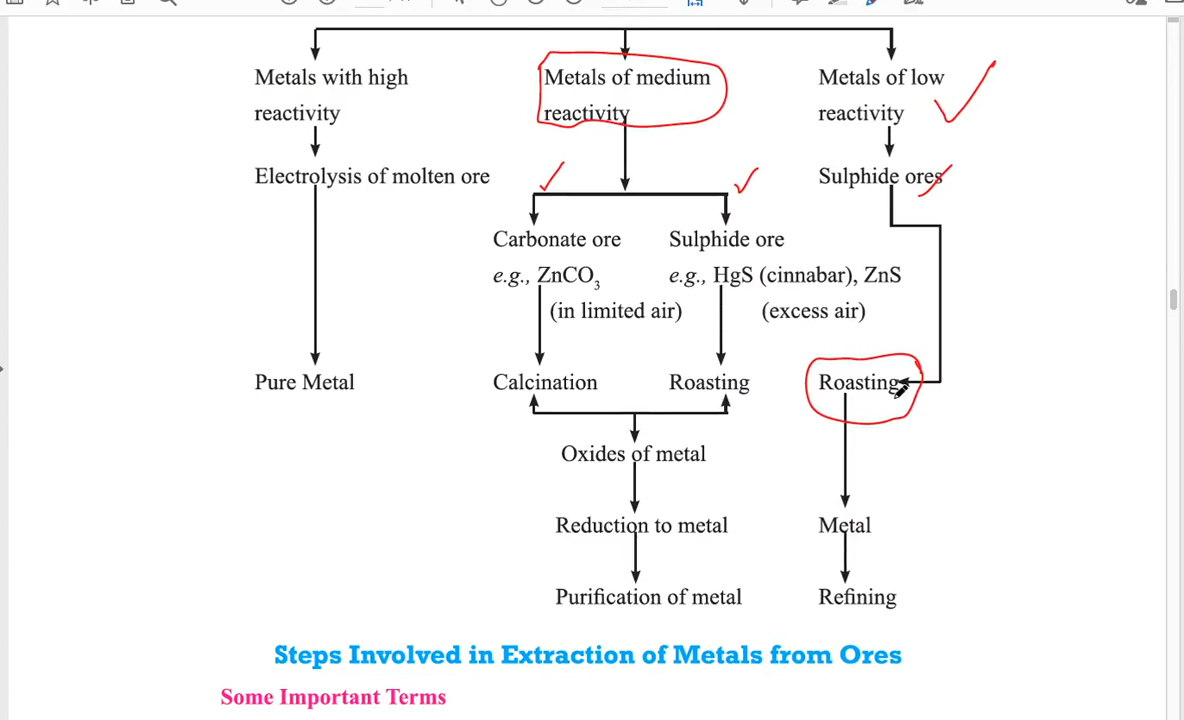 Metals with high
reactivity
Metals of medium
reactivity
Metals of low
reactivity
Electrolysis of molten ore
Sulphide ores
Carbonate ore
e.g., ZnCO₃
(in limited air)
Sulphide ore
e.g., HgS (cinnabar), ZnS
(excess air)
Pure Metal
Calcination
Roasting
Roasting
Oxides of metal
Reduction to metal
Metal
Purification of metal
Refining
Steps Involved in Extraction of Metals from Ores
Some Important Terms